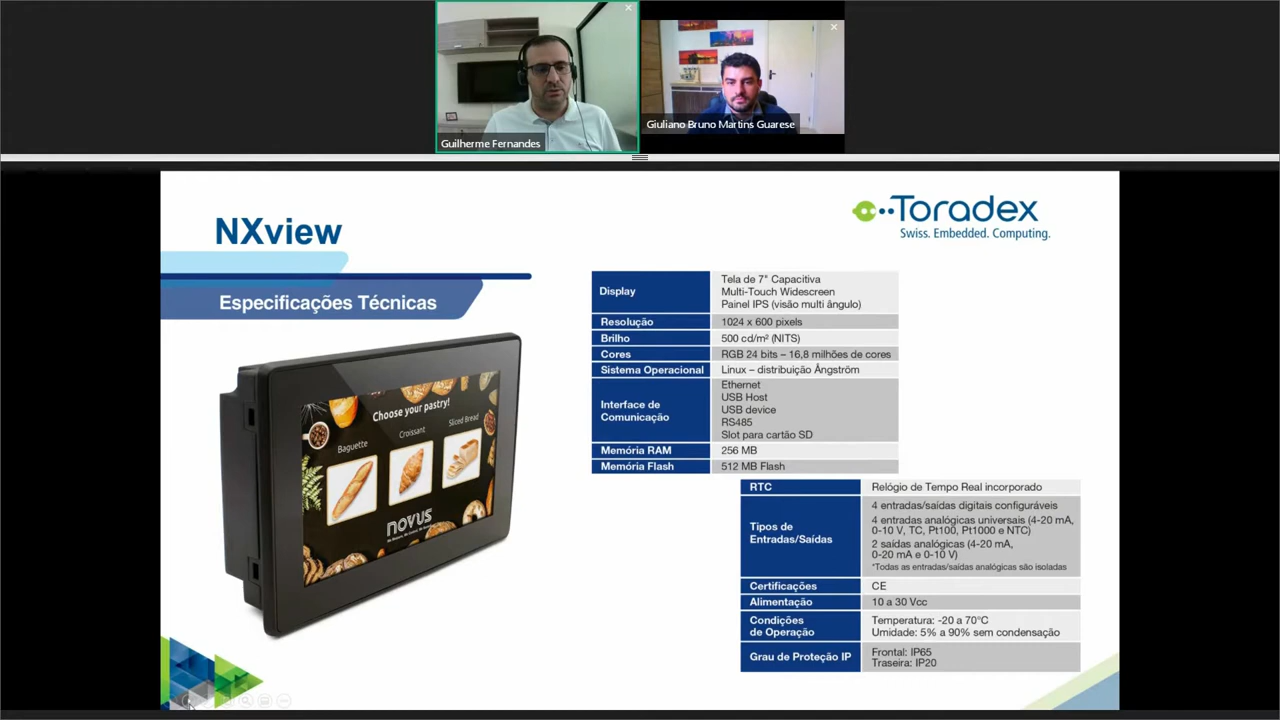 Guilherme Fernandes
Giuliano Bruno Martins Guarese
NXview
Toradex
Swiss. Embedded. Computing.
Especificações Técnicas
Display
Tela de 7" Capacitiva
Multi-Touch Widescreen
Painel IPS (visão multi ângulo)
Resolução
1024 x 600 pixels
Brilho
500 cd/m² (NITS)
Cores
RGB 24 bits – 16,8 milhões de cores
Sistema Operacional
Linux – distribuição Ångström
Interface de
Comunicação
Ethernet
USB Host
USB device
RS485
Slot para cartão SD
Memória RAM
256 MB
Memória Flash
512 MB Flash
RTC
Relógio de Tempo Real incorporado
Tipos de
Entradas/Saídas
4 entradas/saídas digitais configuráveis
4 entradas analógicas universais (4-20 mA,
0-10 V, TC, Pt100, Pt1000 e NTC)
2 saídas analógicas (4-20 mA,
0-20 mA e 0-10 V)
*Todas as entradas/saídas analógicas são isoladas
Certificações
CE
Alimentação
10 a 30 Vcc
Condições
de Operação
Temperatura: -20 a 70°C
Umidade: 5% a 90% sem condensação
Grau de Proteção IP
Frontal: IP65
Traseira: IP20
Choose your pastry!
Baguette
Croissant
Sliced Bread
novus